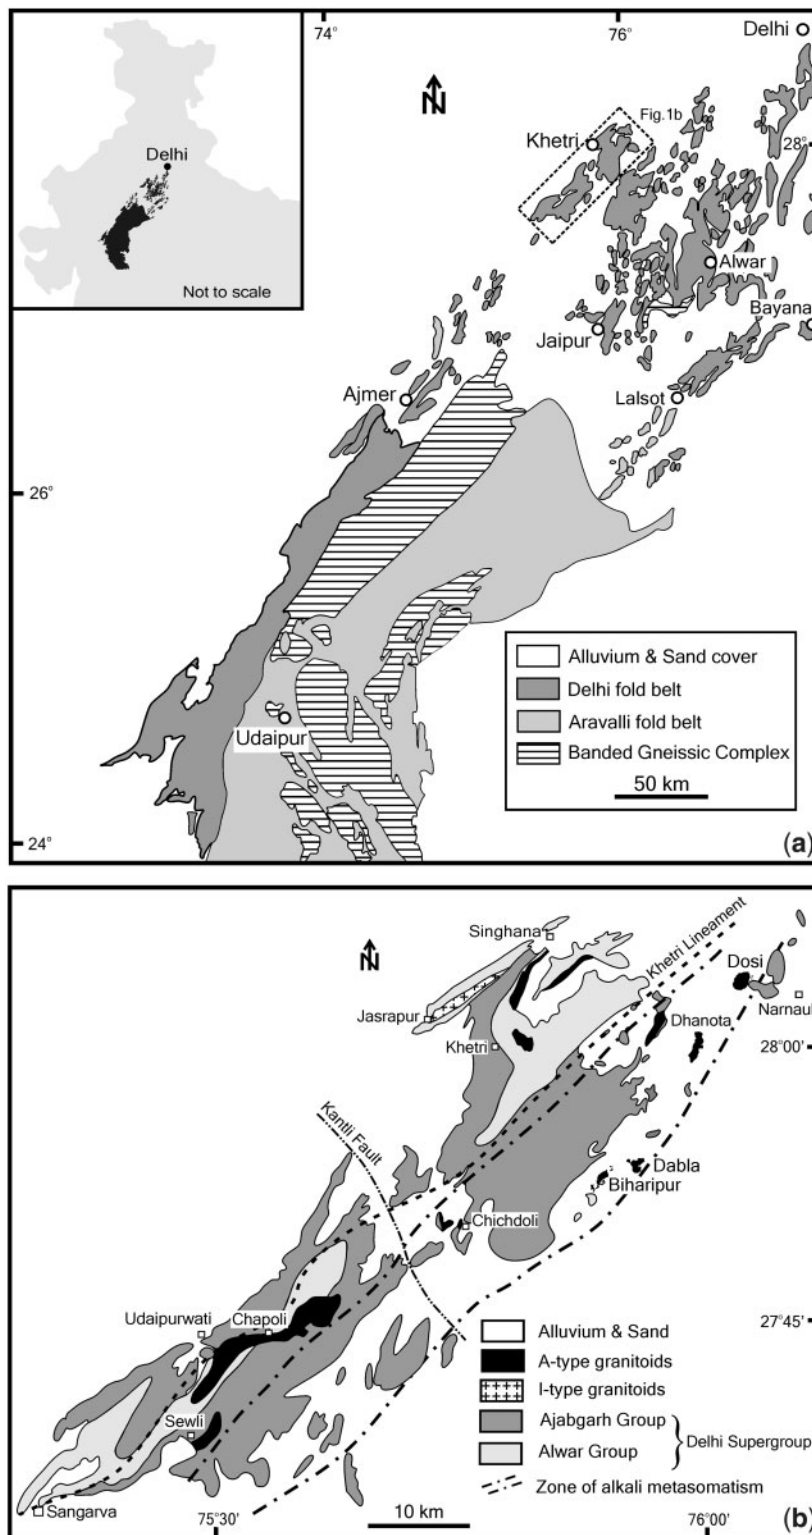 74°
76°
Delhi
N
Fig.1b
Khetri
28°
Delhi
Not to scale
Alwar
Bayana
Jaipur
Ajmer
Lalsot
26°
Alluvium & Sand cover
Delhi fold belt
Aravalli fold belt
Banded Gneissic Complex
50 km
Udaipur
24°
(a)
Singhana
Khetri Lineament
N
Dosi
Narnaul
Jasrapur
Dhanota
Khetri
28°00'
Kantli Fault
Dabla
Biharipur
Chichdoli
27°45'
Udaipurwati
Chapoli
Alluvium & Sand
A-type granitoids
I-type granitoids
Ajabgarh Group
Delhi Supergroup
Alwar Group
Sewli
Zone of alkali metasomatism
Sangarva
75°30'
10 km
76°00'
(b)